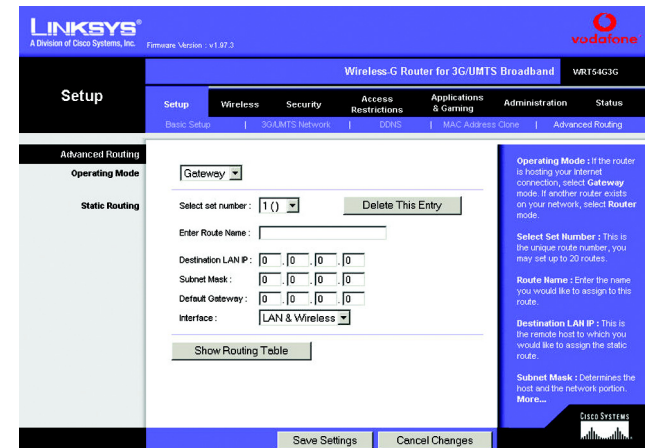 LINKSYS®
A Division of Cisco Systems, Inc.
Firmware Version : v1.97.3
vodafone
Wireless-G Router for 3G/UMTS Broadband WRT54G3G
Setup
Setup Wireless Security Access Restrictions Applications & Gaming Administration Status
Basic Setup | 3G/UMTS Network | DDNS | MAC Address Clone | Advanced Routing
Advanced Routing
Operating Mode
Gateway
Static Routing
Select set number : 1 () Delete This Entry
Enter Route Name :
Destination LAN IP : 0 . 0 . 0 . 0
Subnet Mask : 0 . 0 . 0 . 0
Default Gateway : 0 . 0 . 0 . 0
Interface : LAN & Wireless
Show Routing Table
Operating Mode : If the router
is hosting your Internet
connection, select Gateway
mode. If another router exists
on your network, select Router
mode.
Select Set Number : This is
the unique route number, you
may set up to 20 routes.
Route Name : Enter the name
you would like to assign to this
route.
Destination LAN IP : This is
the remote host to which you
would like to assign the static
route.
Subnet Mask : Determines the
host and the network portion.
More...
CISCO SYSTEMS
Save Settings Cancel Changes